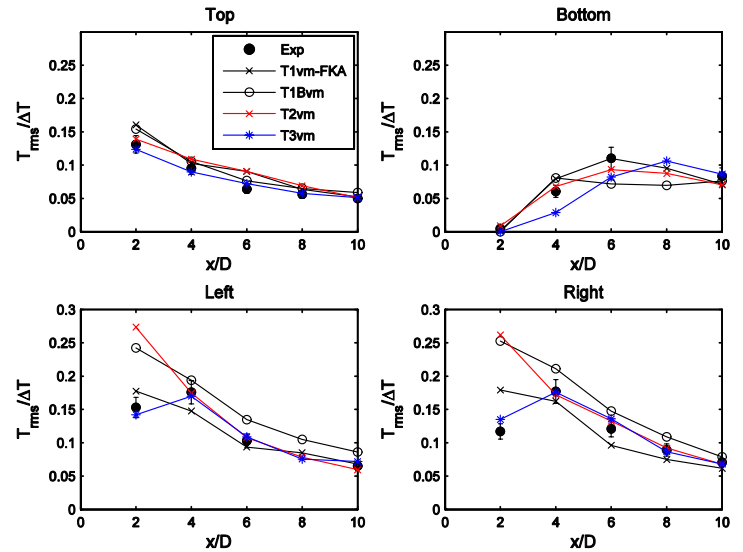 Top
T_rms/ΔT
0.25
0.2
0.15
0.1
0.05
0
0 2 4 6 8 10
x/D
Exp
T1vm-FKA
T1Bvm
T2vm
T3vm
Bottom
T_rms/ΔT
0.25
0.2
0.15
0.1
0.05
0
0 2 4 6 8 10
x/D
Left
T_rms/ΔT
0.3
0.25
0.2
0.15
0.1
0.05
0
0 2 4 6 8 10
x/D
Right
T_rms/ΔT
0.3
0.25
0.2
0.15
0.1
0.05
0
0 2 4 6 8 10
x/D